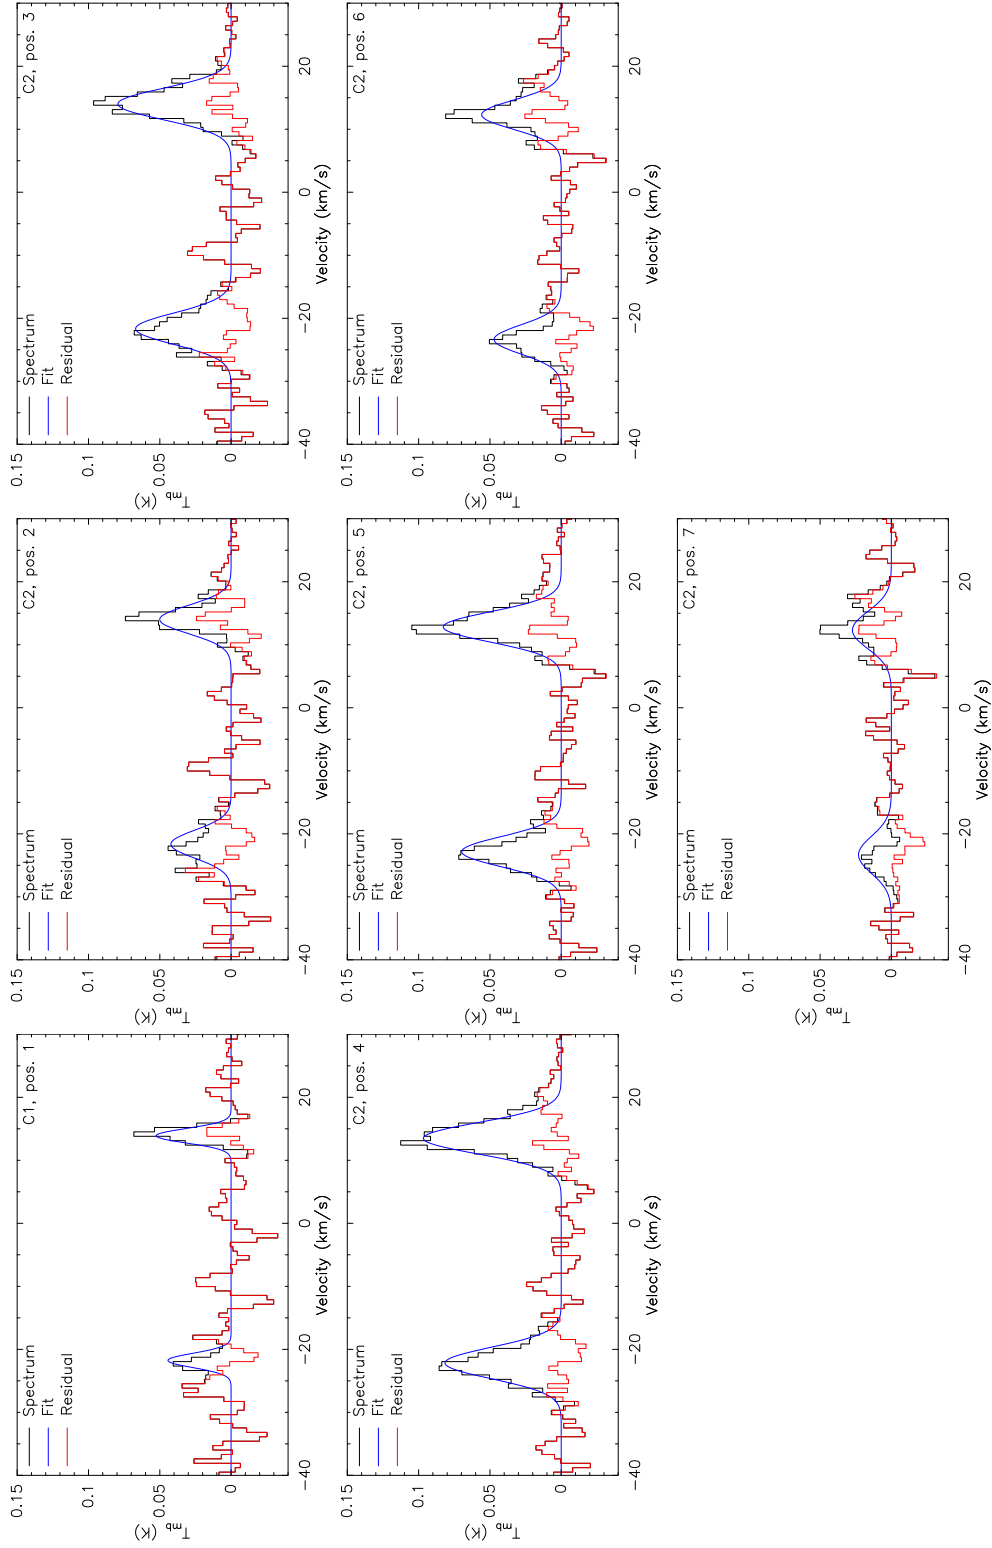 C1, pos. 1
Spectrum
Fit
Residual
0.15
0.1
0.05
0
T_mb (K)
−40
−20
0
20
Velocity (km/s)
C2, pos. 2
Spectrum
Fit
Residual
0.15
0.1
0.05
0
T_mb (K)
−40
−20
0
20
Velocity (km/s)
C2, pos. 3
Spectrum
Fit
Residual
0.15
0.1
0.05
0
T_mb (K)
−40
−20
0
20
Velocity (km/s)
C2, pos. 4
Spectrum
Fit
Residual
0.15
0.1
0.05
0
T_mb (K)
−40
−20
0
20
Velocity (km/s)
C2, pos. 5
Spectrum
Fit
Residual
0.15
0.1
0.05
0
T_mb (K)
−40
−20
0
20
Velocity (km/s)
C2, pos. 6
Spectrum
Fit
Residual
0.15
0.1
0.05
0
T_mb (K)
−40
−20
0
20
Velocity (km/s)
C2, pos. 7
Spectrum
Fit
Residual
0.15
0.1
0.05
0
T_mb (K)
−40
−20
0
20
Velocity (km/s)